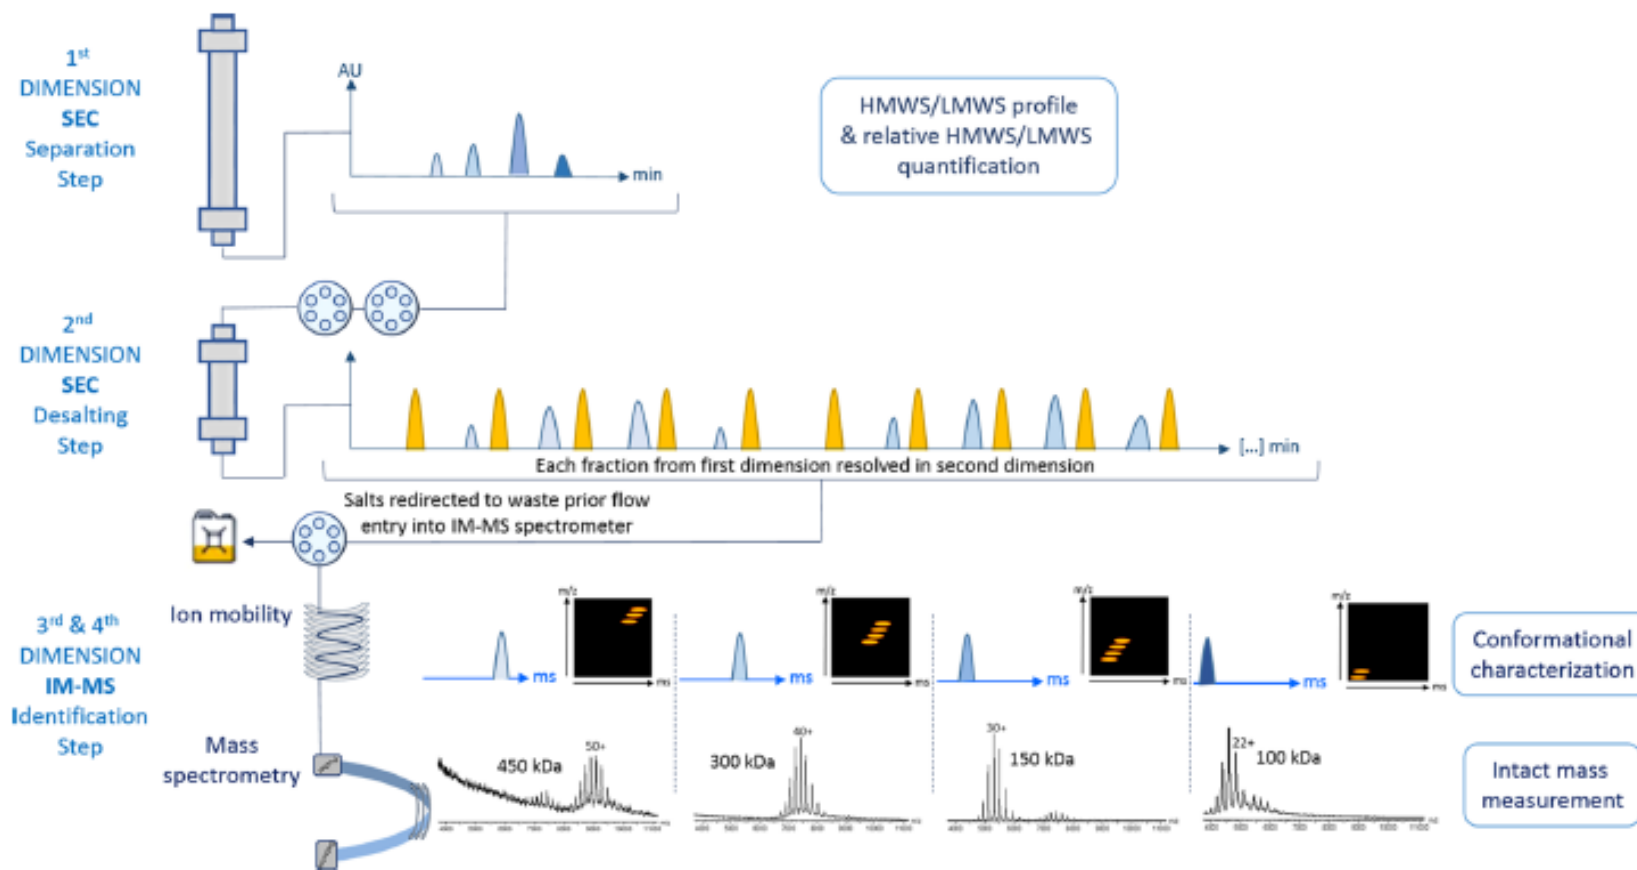 1st
DIMENSION
SEC
Separation
Step
AU
min
HMWS/LMWS profile
& relative HMWS/LMWS
quantification
2nd
DIMENSION
SEC
Desalting
Step
[...] min
Each fraction from first dimension resolved in second dimension
Salts redirected to waste prior flow
entry into IM-MS spectrometer
3rd & 4th
DIMENSION
IM-MS
Identification
Step
Ion mobility
ms
m/z
ms
ms
m/z
ms
ms
m/z
ms
ms
m/z
ms
Conformational
characterization
Mass
spectrometry
450 kDa
50+
300 kDa
40+
30+
150 kDa
22+
100 kDa
Intact mass
measurement